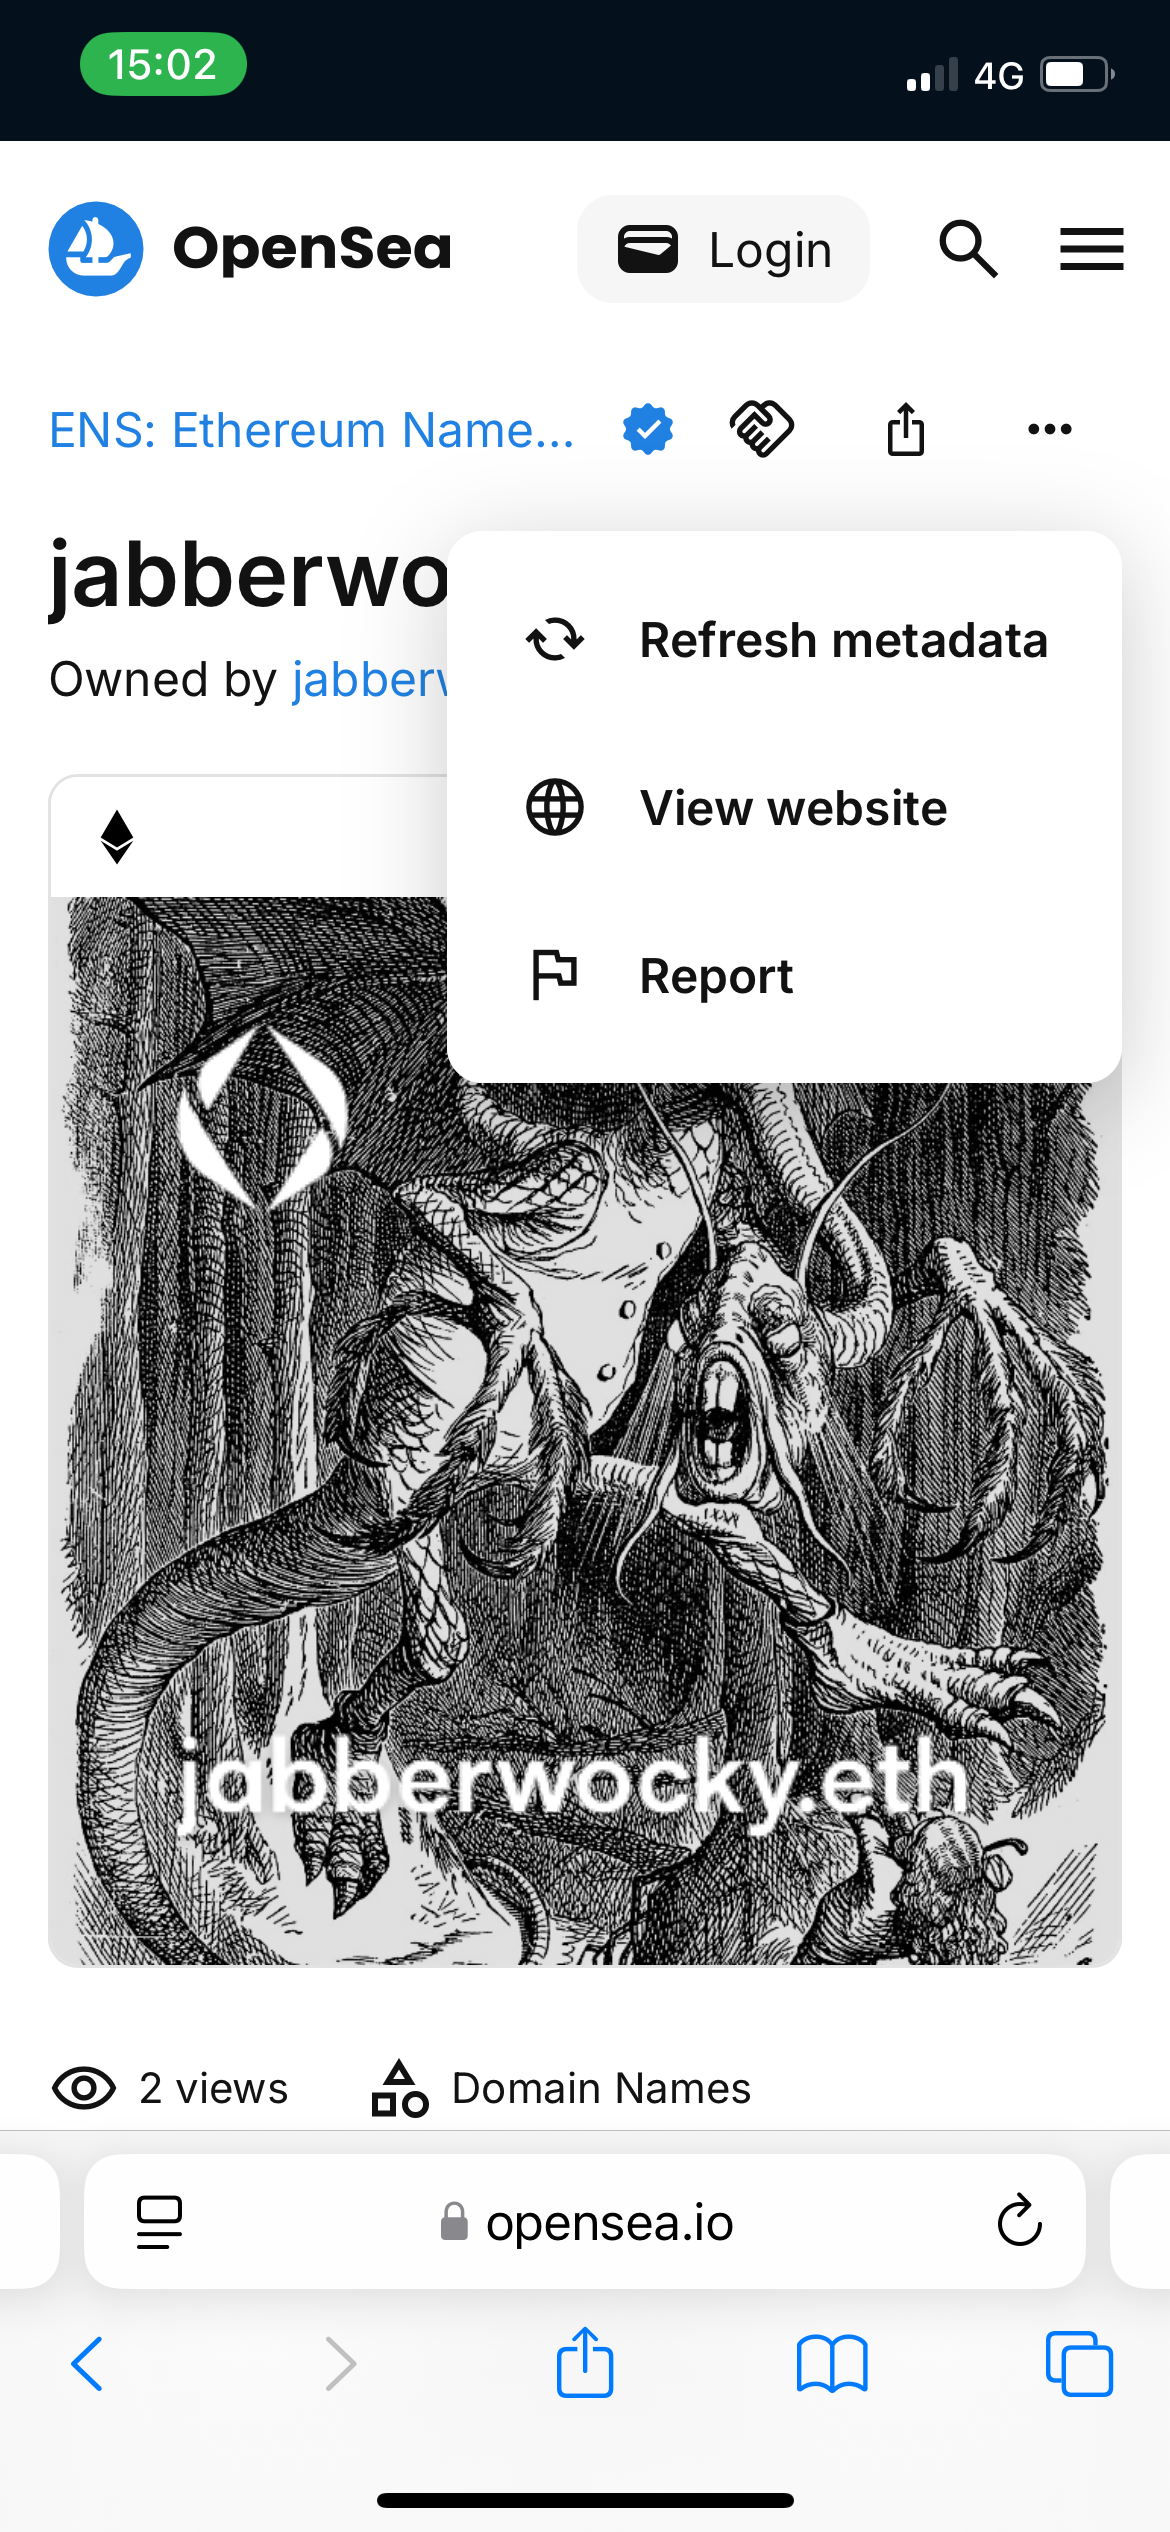 15:02
4G
OpenSea
Login
ENS: Ethereum Name...
jabberwo
Owned by jabberw
Refresh metadata
View website
Report
jabberwocky.eth
2 views
Domain Names
opensea.io